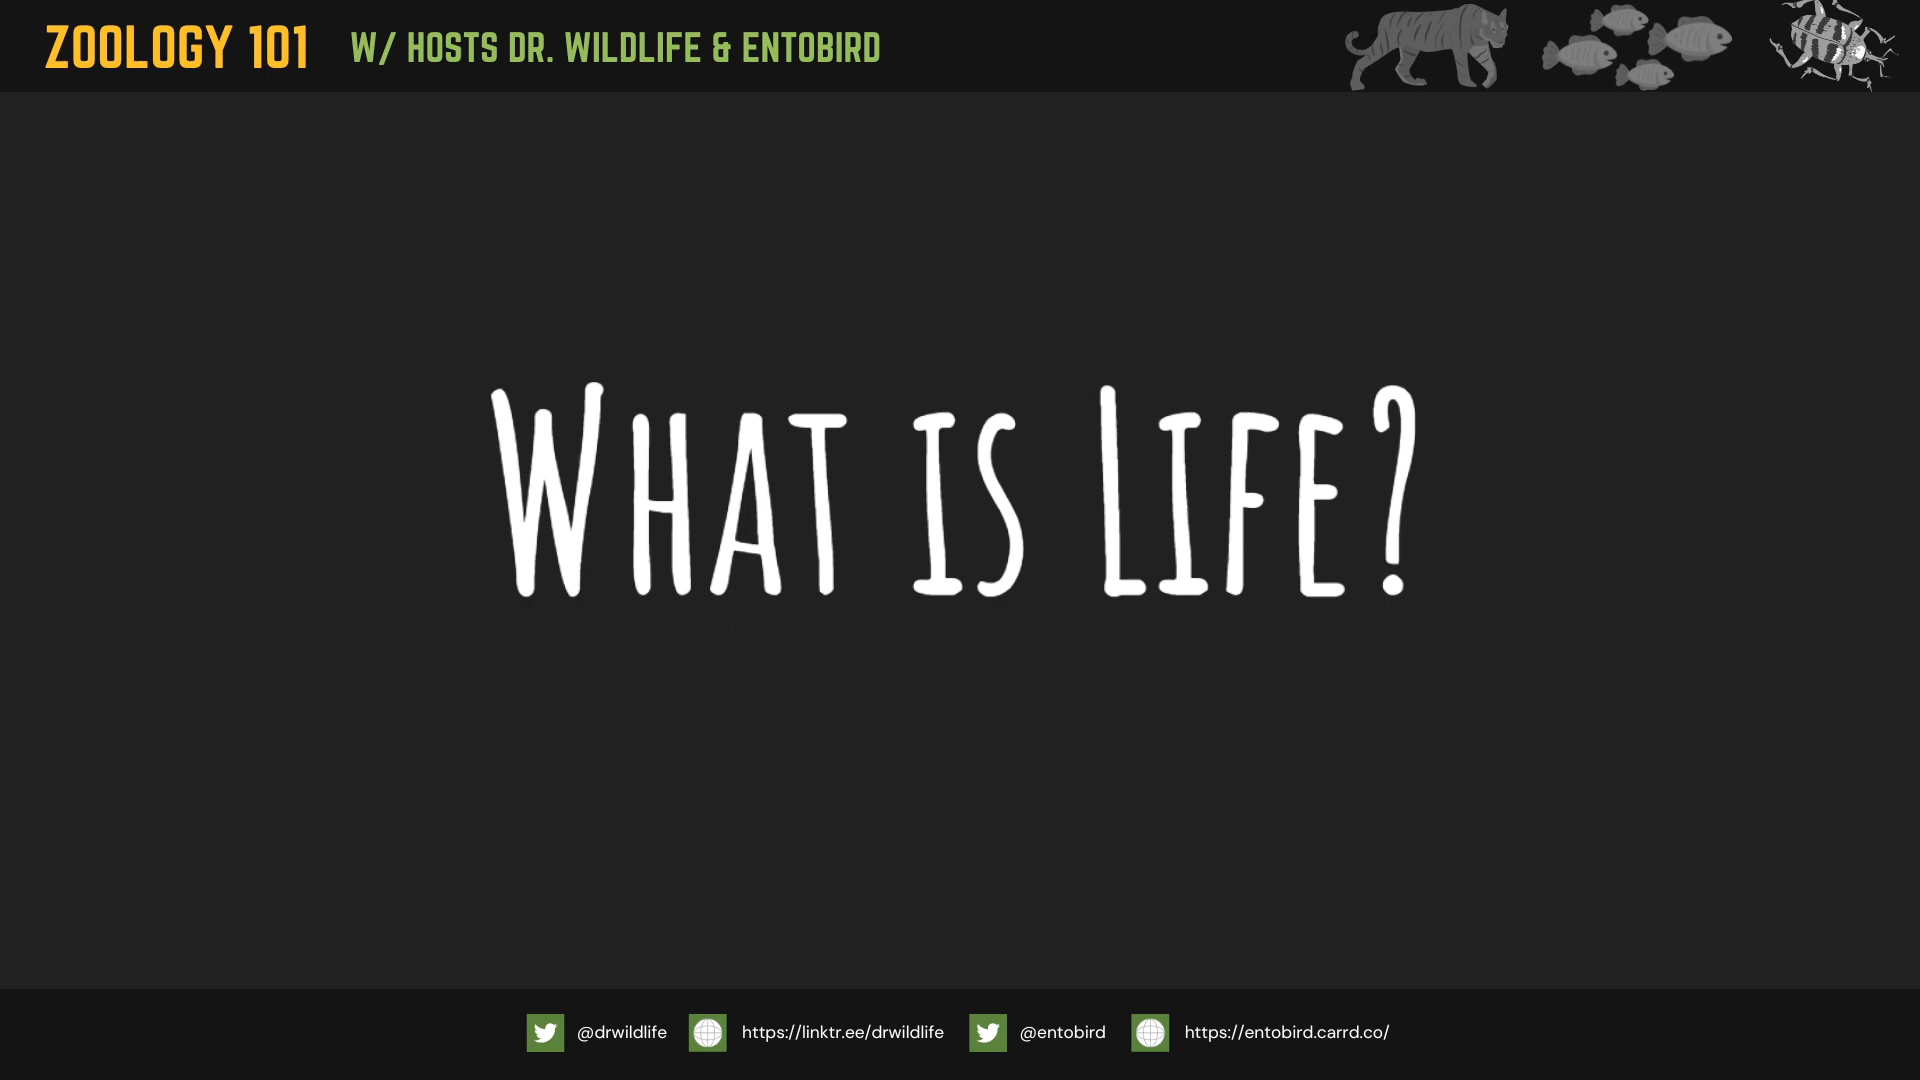 ZOOLOGY 101 W/ HOSTS DR. WILDLIFE & ENTOBIRD
WHAT IS LIFE?
@drwildlife https://linktr.ee/drwildlife @entobird https://entobird.carrd.co/